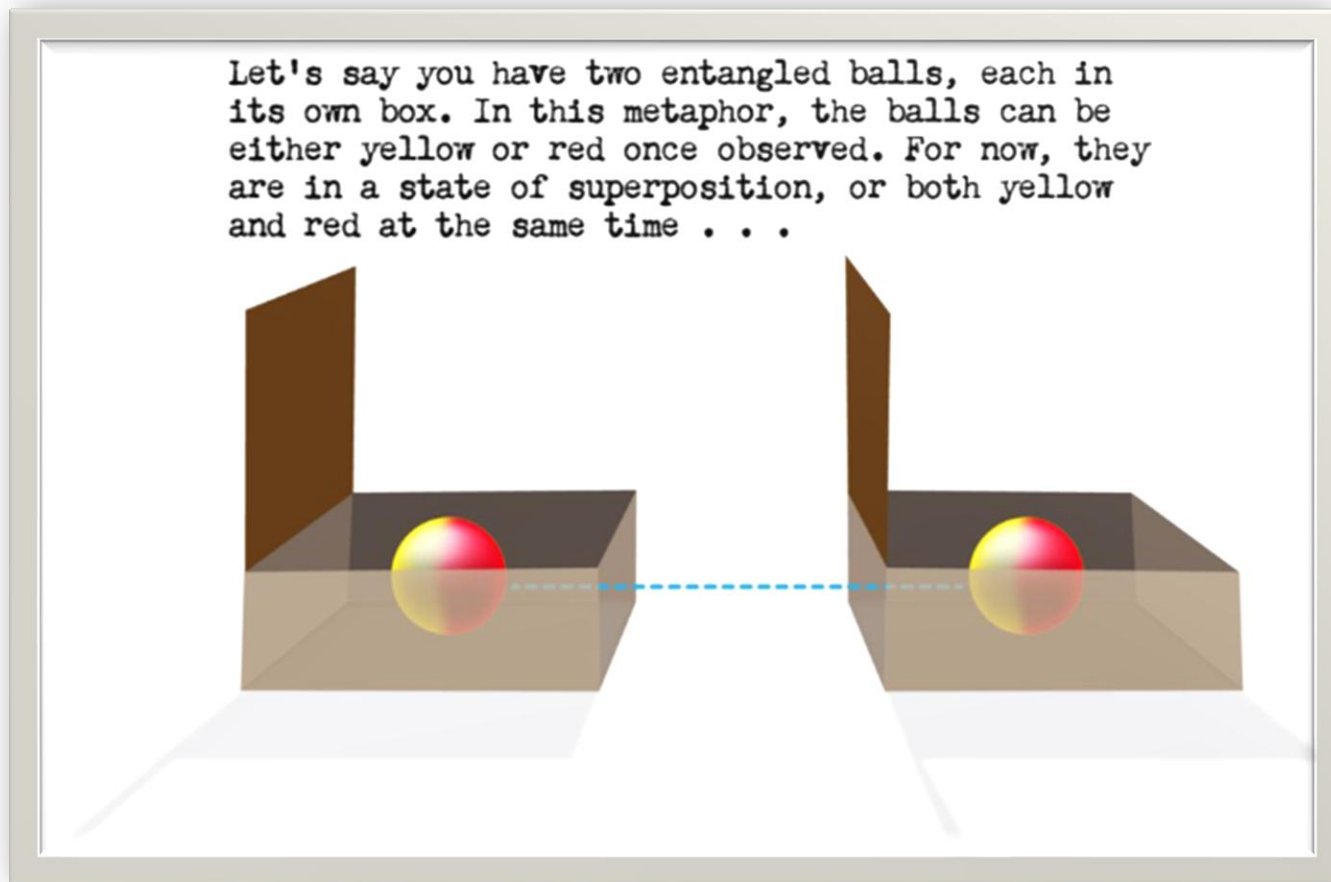 Let's say you have two entangled balls, each in
its own box. In this metaphor, the balls can be
either yellow or red once observed. For now, they
are in a state of superposition, or both yellow
and red at the same time . . .